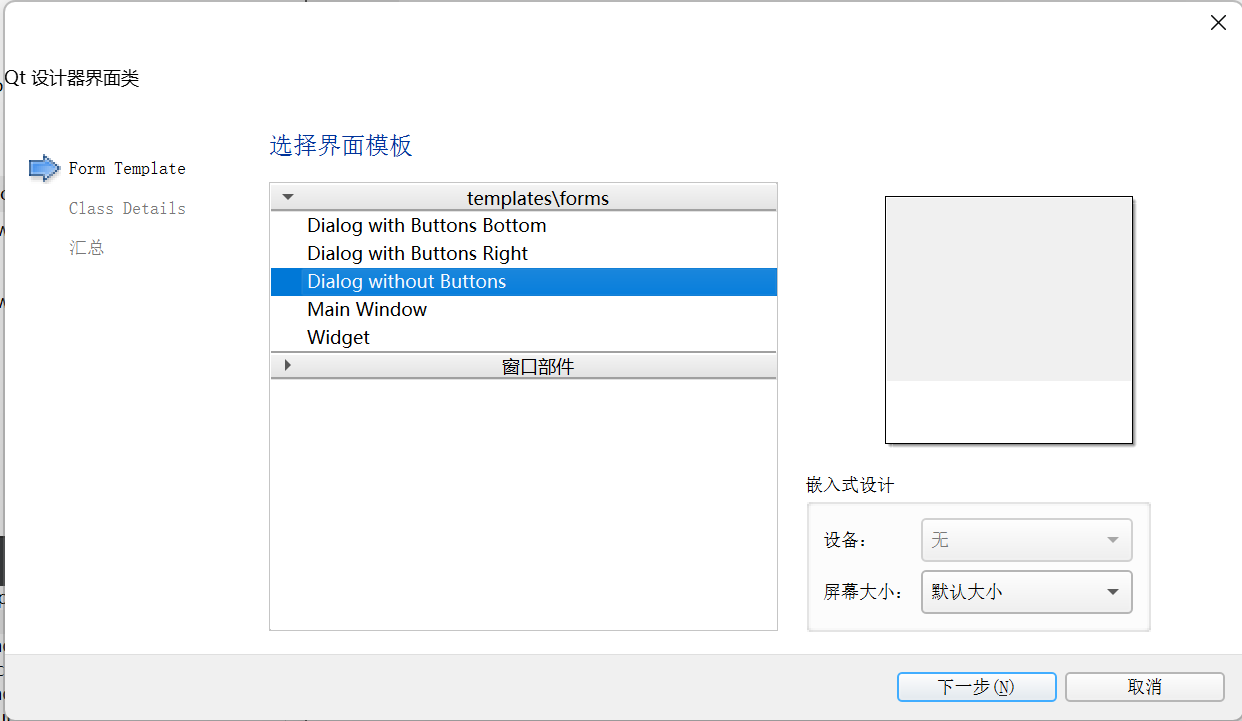 Qt 设计器界面类
选择界面模板
Form Template
Class Details
汇总
templates\forms
Dialog with Buttons Bottom
Dialog with Buttons Right
Dialog without Buttons
Main Window
Widget
窗口部件
嵌入式设计
设备: 无
屏幕大小: 默认大小
下一步(N) 取消